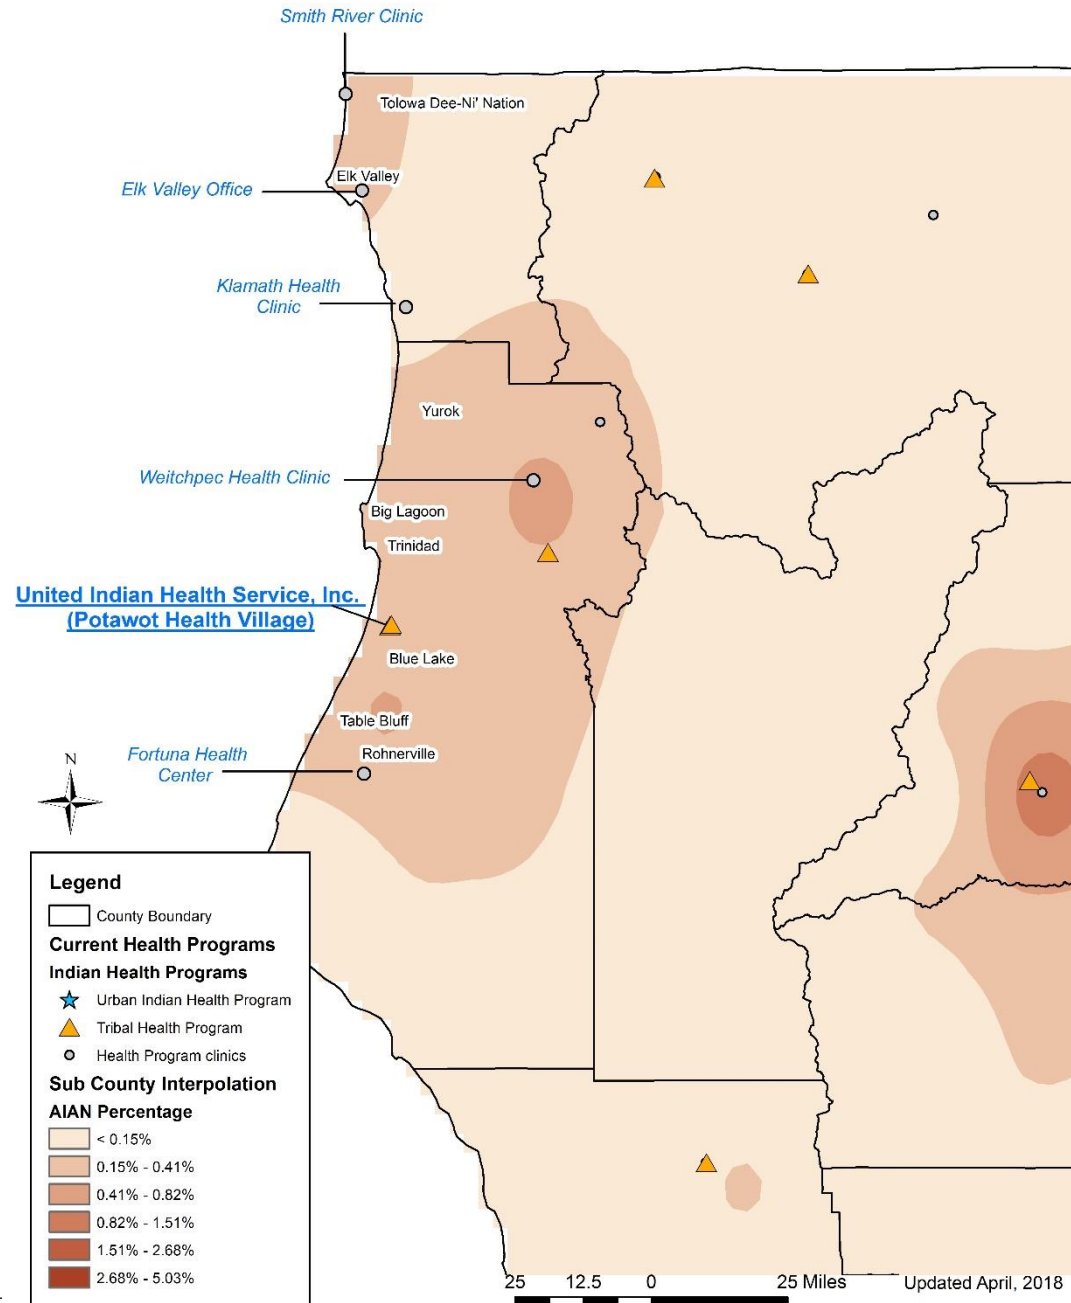 Smith River Clinic
Tolowa Dee-Ni' Nation
Elk Valley
Elk Valley Office
Klamath Health
Clinic
Yurok
Weitchpec Health Clinic
Big Lagoon
Trinidad
United Indian Health Service, Inc.
(Potawot Health Village)
Blue Lake
Table Bluff
Rohnerville
Fortuna Health
Center
N
Legend
County Boundary
Current Health Programs
Indian Health Programs
Urban Indian Health Program
Tribal Health Program
Health Program clinics
Sub County Interpolation
AIAN Percentage
< 0.15%
0.15% - 0.41%
0.41% - 0.82%
0.82% - 1.51%
1.51% - 2.68%
2.68% - 5.03%
25 12.5 0 25 Miles
Updated April, 2018